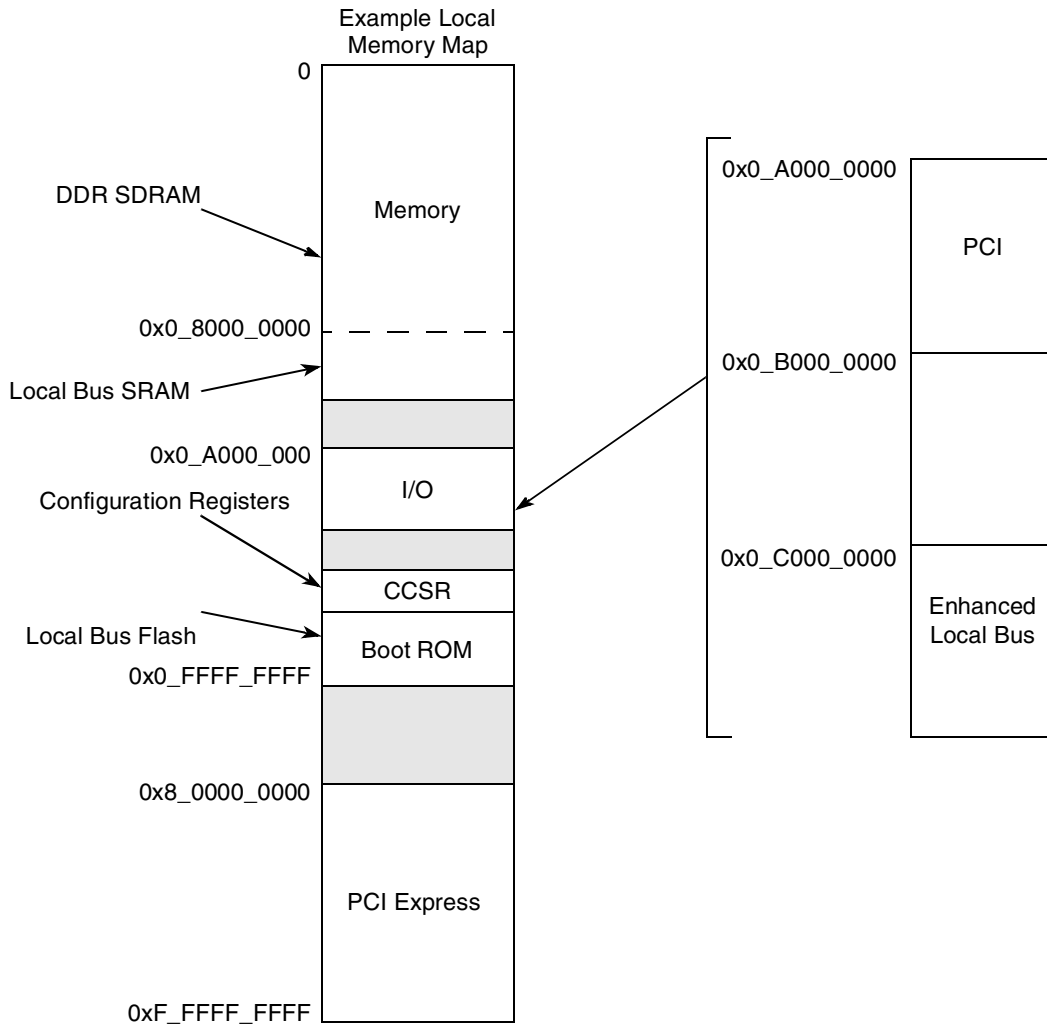 Example Local
Memory Map
0
DDR SDRAM
Memory
0x0_8000_0000
Local Bus SRAM
0x0_A000_000
I/O
Configuration Registers
CCSR
Local Bus Flash
Boot ROM
0x0_FFFF_FFFF
0x8_0000_0000
PCI Express
0xF_FFFF_FFFF
0x0_A000_0000
PCI
0x0_B000_0000
0x0_C000_0000
Enhanced
Local Bus